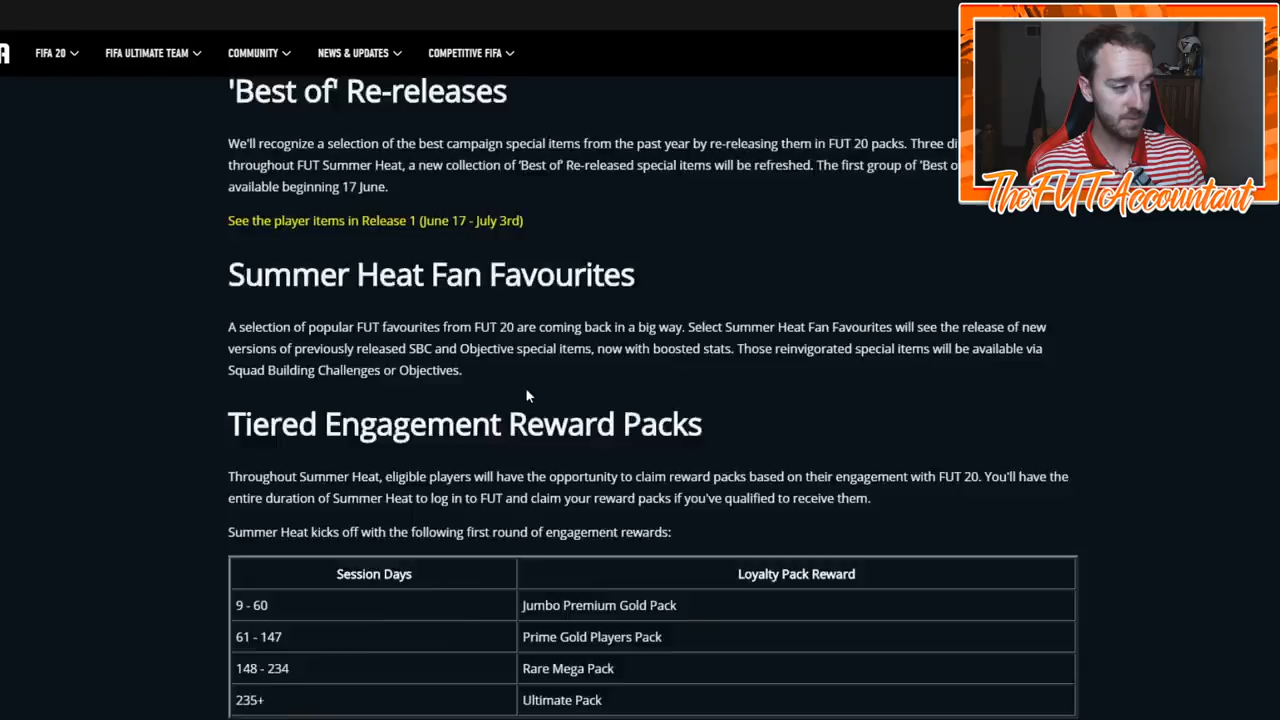 A
FIFA 20
FIFA ULTIMATE TEAM
COMMUNITY
NEWS & UPDATES
COMPETITIVE FIFA
'Best of' Re-releases
We'll recognize a selection of the best campaign special items from the past year by re-releasing them in FUT 20 packs. Three di
throughout FUT Summer Heat, a new collection of 'Best of' Re-released special items will be refreshed. The first group of 'Best o
available beginning 17 June.
See the player items in Release 1 (June 17 - July 3rd)
TheFUTAccountant
Summer Heat Fan Favourites
A selection of popular FUT favourites from FUT 20 are coming back in a big way. Select Summer Heat Fan Favourites will see the release of new
versions of previously released SBC and Objective special items, now with boosted stats. Those reinvigorated special items will be available via
Squad Building Challenges or Objectives.
Tiered Engagement Reward Packs
Throughout Summer Heat, eligible players will have the opportunity to claim reward packs based on their engagement with FUT 20. You'll have the
entire duration of Summer Heat to log in to FUT and claim your reward packs if you've qualified to receive them.
Summer Heat kicks off with the following first round of engagement rewards:
Session Days Loyalty Pack Reward
9 - 60 Jumbo Premium Gold Pack
61 - 147 Prime Gold Players Pack
148 - 234 Rare Mega Pack
235+ Ultimate Pack